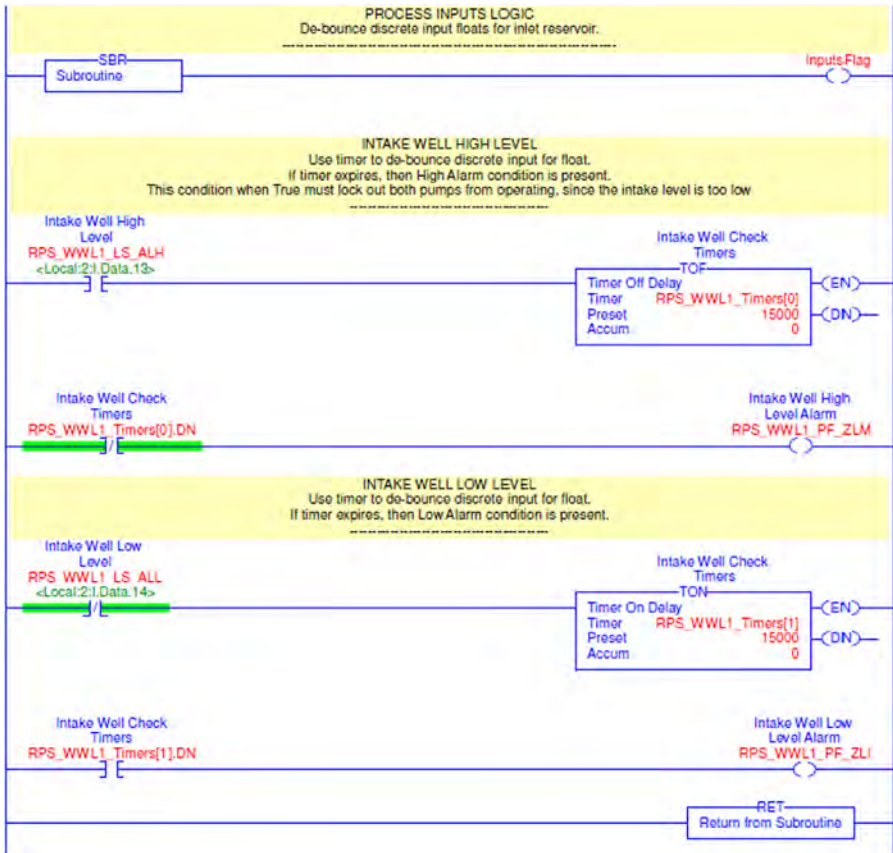 PROCESS INPUTS LOGIC
De-bounce discrete input floats for inlet reservoir.
SBR
Subroutine
InputsFlag
INTAKE WELL HIGH LEVEL
Use timer to de-bounce discrete input for float.
If timer expires, then High Alarm condition is present.
This condition when True must lock out both pumps from operating, since the intake level is too low
Intake Well High
Level
RPS_WWL1_LS_ALH
<Local:2:I.Data.13>
Intake Well Check
Timers
TOF
Timer Off Delay
Timer RPS_WWL1_Timers[0]
Preset 15000
Accum 0
EN
DN
Intake Well Check
Timers
RPS_WWL1_Timers[0].DN
Intake Well High
Level Alarm
RPS_WWL1_PF_ZLM
INTAKE WELL LOW LEVEL
Use timer to de-bounce discrete input for float.
If timer expires, then Low Alarm condition is present.
Intake Well Low
Level
RPS_WWL1_LS_ALL
<Local:2:I.Data.14>
Intake Well Check
Timers
TON
Timer On Delay
Timer RPS_WWL1_Timers[1]
Preset 15000
Accum 0
EN
DN
Intake Well Check
Timers
RPS_WWL1_Timers[1].DN
Intake Well Low
Level Alarm
RET
Return from Subroutine